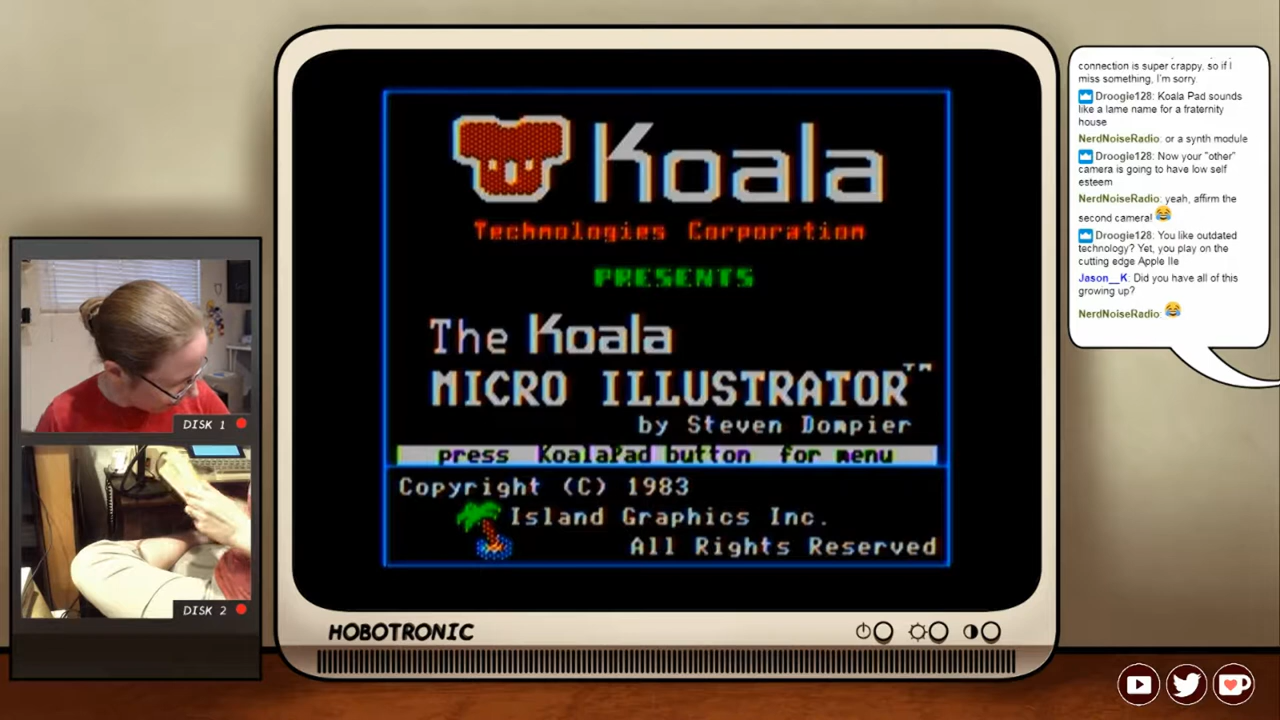 Koala
Technologies Corporation
PRESENTS
The Koala
MICRO ILLUSTRATOR™
by Steven Dompier
press KoalaPad button for menu
Copyright (C) 1983
Island Graphics Inc.
All Rights Reserved
HOBOTRONIC
DISK 1
DISK 2
connection is super crappy, so if I
miss something, I'm sorry.
Droogie128: Koala Pad sounds
like a lame name for a fraternity
house
NerdNoiseRadio: or a synth module
Droogie128: Now your "other"
camera is going to have low self
esteem
NerdNoiseRadio: yeah, affirm the
second camera! 😂
Droogie128: You like outdated
technology? Yet, you play on the
cutting edge Apple IIe
Jason__K: Did you have all of this
growing up?
NerdNoiseRadio: 😂